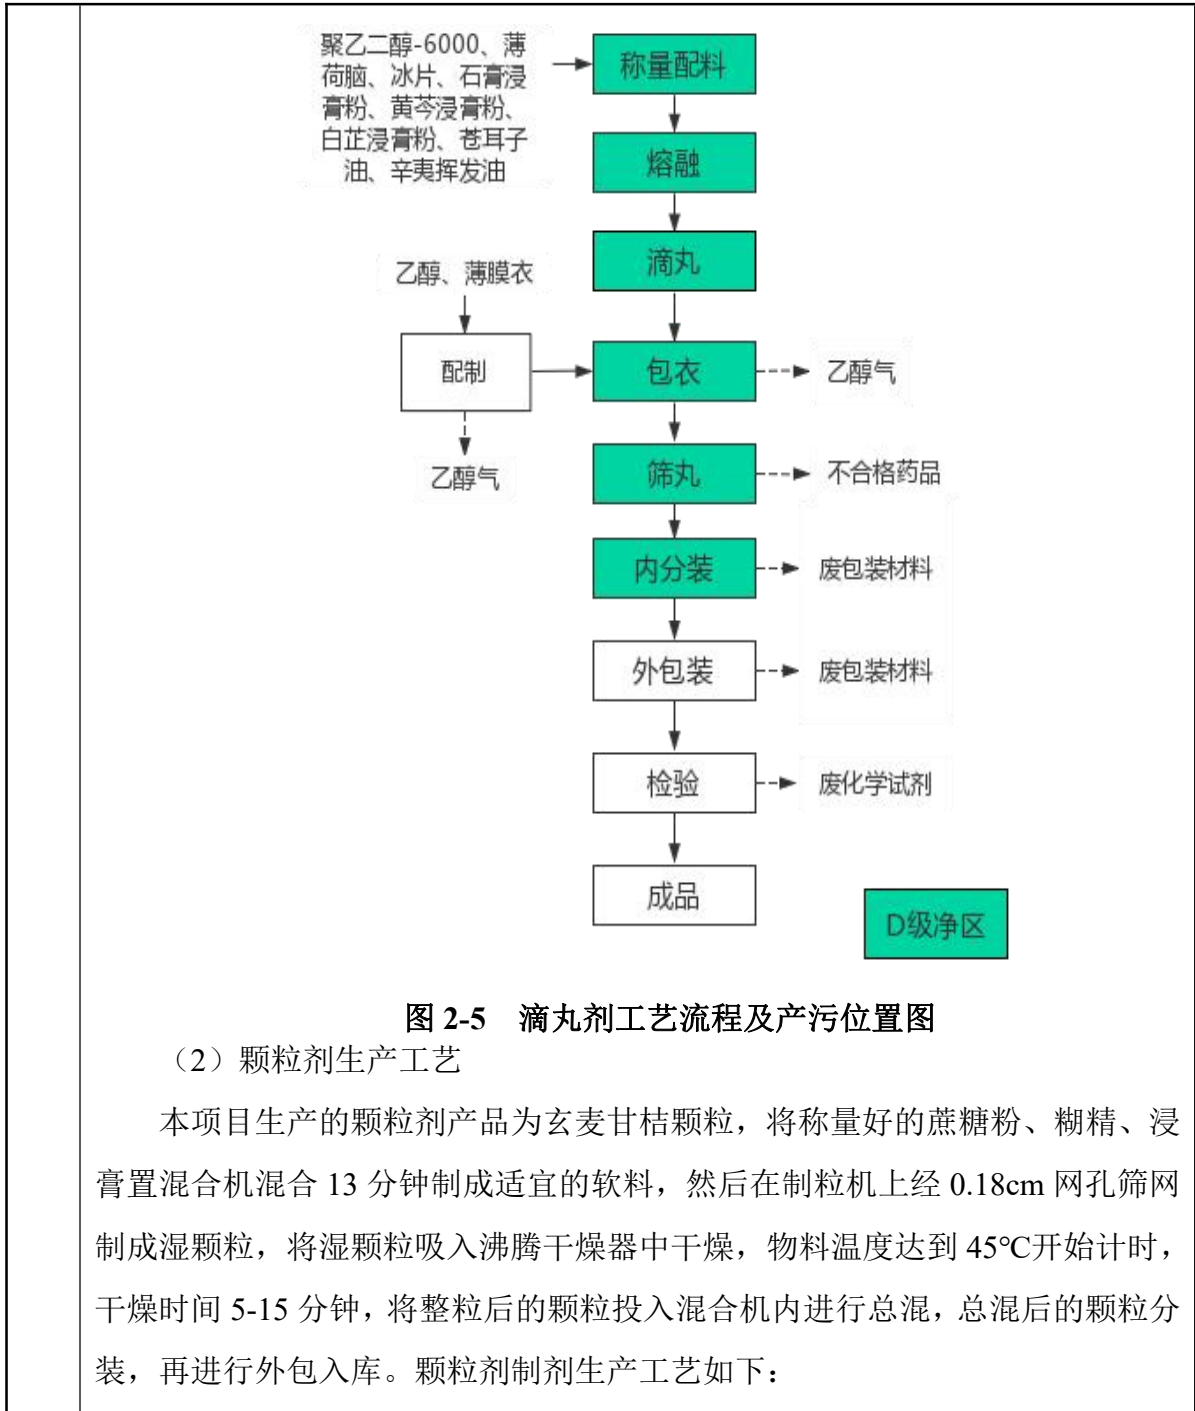 聚乙二醇-6000、薄
荷脑、冰片、石膏浸
膏粉、黄芩浸膏粉、
白芷浸膏粉、苍耳子
油、辛夷挥发油
称量配料
熔融
滴丸
乙醇、薄膜衣
配制
包衣
乙醇气
乙醇气
筛丸
不合格药品
内分装
废包装材料
外包装
废包装材料
检验
废化学试剂
成品
D级净区
图 2-5 滴丸剂工艺流程及产污位置图
（2）颗粒剂生产工艺
本项目生产的颗粒剂产品为玄麦甘桔颗粒，将称量好的蔗糖粉、糊精、浸
膏置混合机混合 13 分钟制成适宜的软料，然后在制粒机上经 0.18cm 网孔筛网
制成湿颗粒，将湿颗粒吸入沸腾干燥器中干燥，物料温度达到 45℃开始计时，
干燥时间 5-15 分钟，将整粒后的颗粒投入混合机内进行总混，总混后的颗粒分
装，再进行外包入库。颗粒剂制剂生产工艺如下：